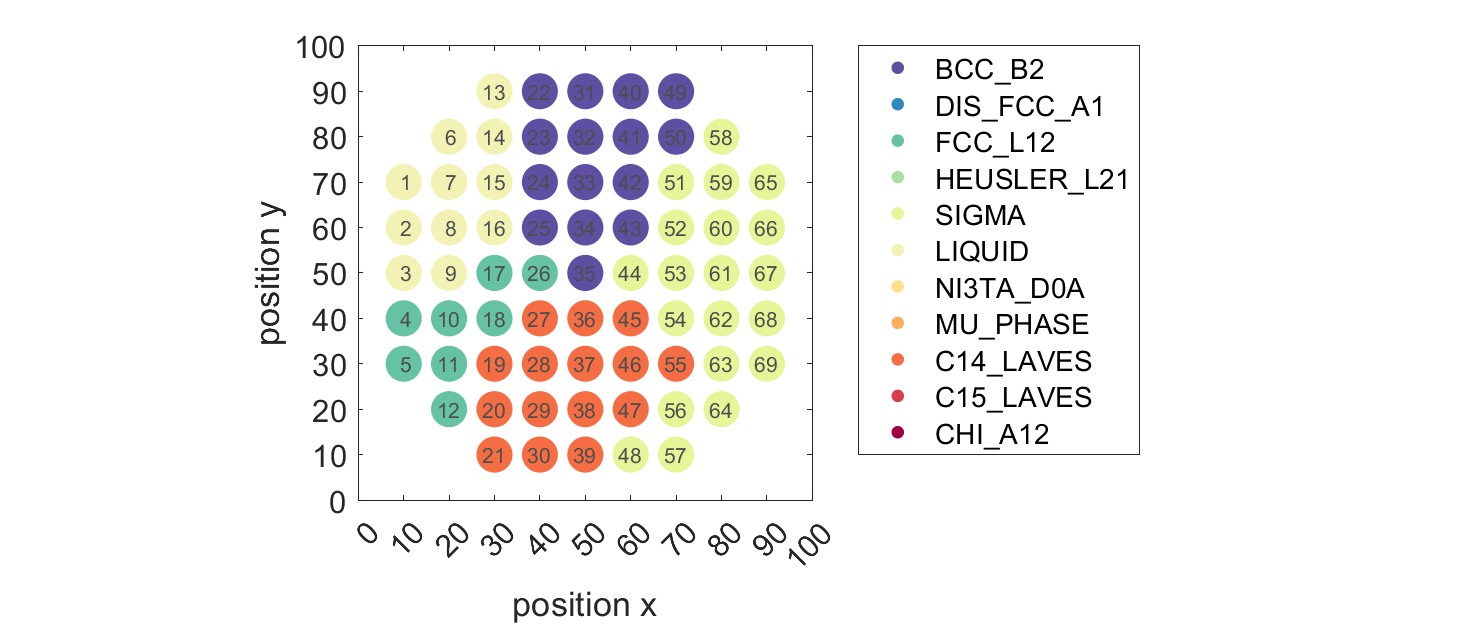 100
90
80
70
60
50
40
30
20
10
0
position y
13 22 31 40 49
6 14 23 32 41 50 58
1 7 15 24 33 42 51 59 65
2 8 16 25 34 43 52 60 66
3 9 17 26 35 44 53 61 67
4 10 18 27 36 45 54 62 68
5 11 19 28 37 46 55 63 69
12 20 29 38 47 56 64
21 30 39 48 57
0 10 20 30 40 50 60 70 80 90 100
position x
BCC_B2
DIS_FCC_A1
FCC_L12
HEUSLER_L21
SIGMA
LIQUID
NI3TA_D0A
MU_PHASE
C14_LAVES
C15_LAVES
CHI_A12